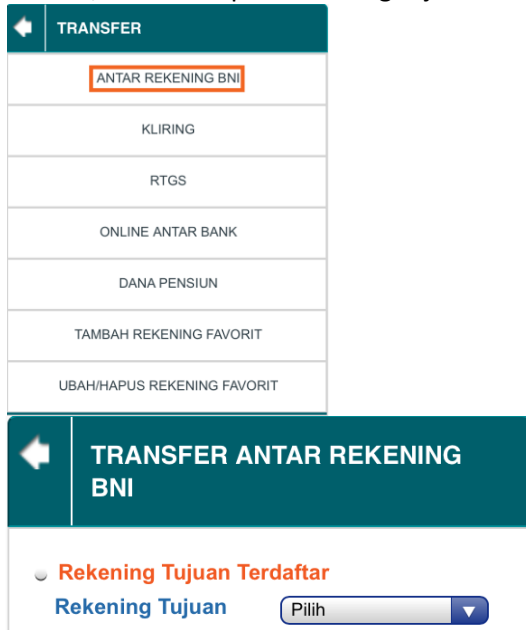 TRANSFER
ANTAR REKENING BNI
KLIRING
RTGS
ONLINE ANTAR BANK
DANA PENSIUN
TAMBAH REKENING FAVORIT
UBAH/HAPUS REKENING FAVORIT
TRANSFER ANTAR REKENING
BNI
Rekening Tujuan Terdaftar
Rekening Tujuan Pilih